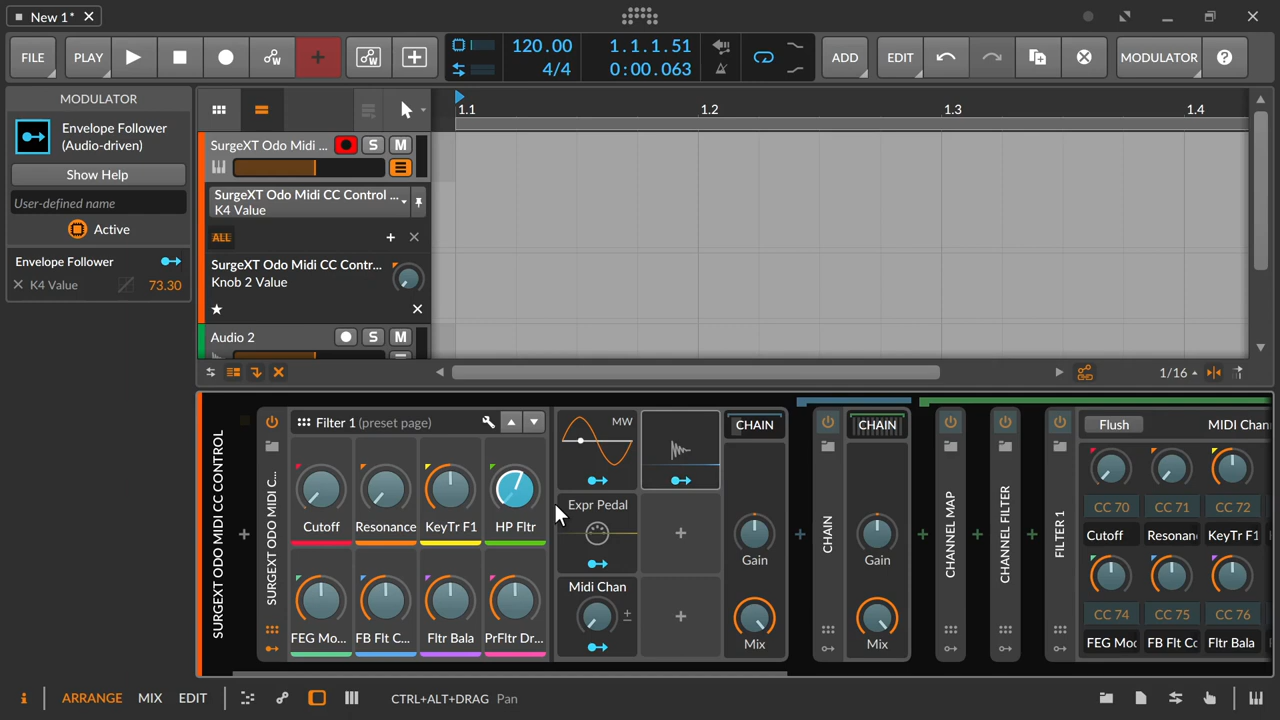 New 1*
FILE
PLAY
120.00
4/4
1.1.1.51
0:00.063
ADD
EDIT
MODULATOR
MODULATOR
Envelope Follower
(Audio-driven)
Show Help
User-defined name
Active
Envelope Follower
K4 Value
73.30
1.1
1.2
1.3
1.4
SurgeXT Odo Midi ...
S
M
SurgeXT Odo Midi CC Control ...
K4 Value
ALL
SurgeXT Odo Midi CC Contr...
Knob 2 Value
Audio 2
S
M
1/16
SURGEXT ODO MIDI CC CONTROL
SURGEXT ODO MIDI C...
Filter 1 (preset page)
Cutoff
Resonance
KeyTr F1
HP Fltr
FEG Mo...
FB Flt C...
Fltr Bala
PrFltr Dr...
MW
Expr Pedal
Midi Chan
CHAIN
Gain
Mix
CHAIN
CHAIN
Gain
Mix
CHANNEL MAP
CHANNEL FILTER
FILTER 1
Flush
MIDI Chan
CC 70
CC 71
CC 72
Cutoff
Resonan
KeyTr F1
CC 74
CC 75
CC 76
FEG Mod
FB Flt Co
Fltr Bala
ARRANGE
MIX
EDIT
CTRL+ALT+DRAG Pan